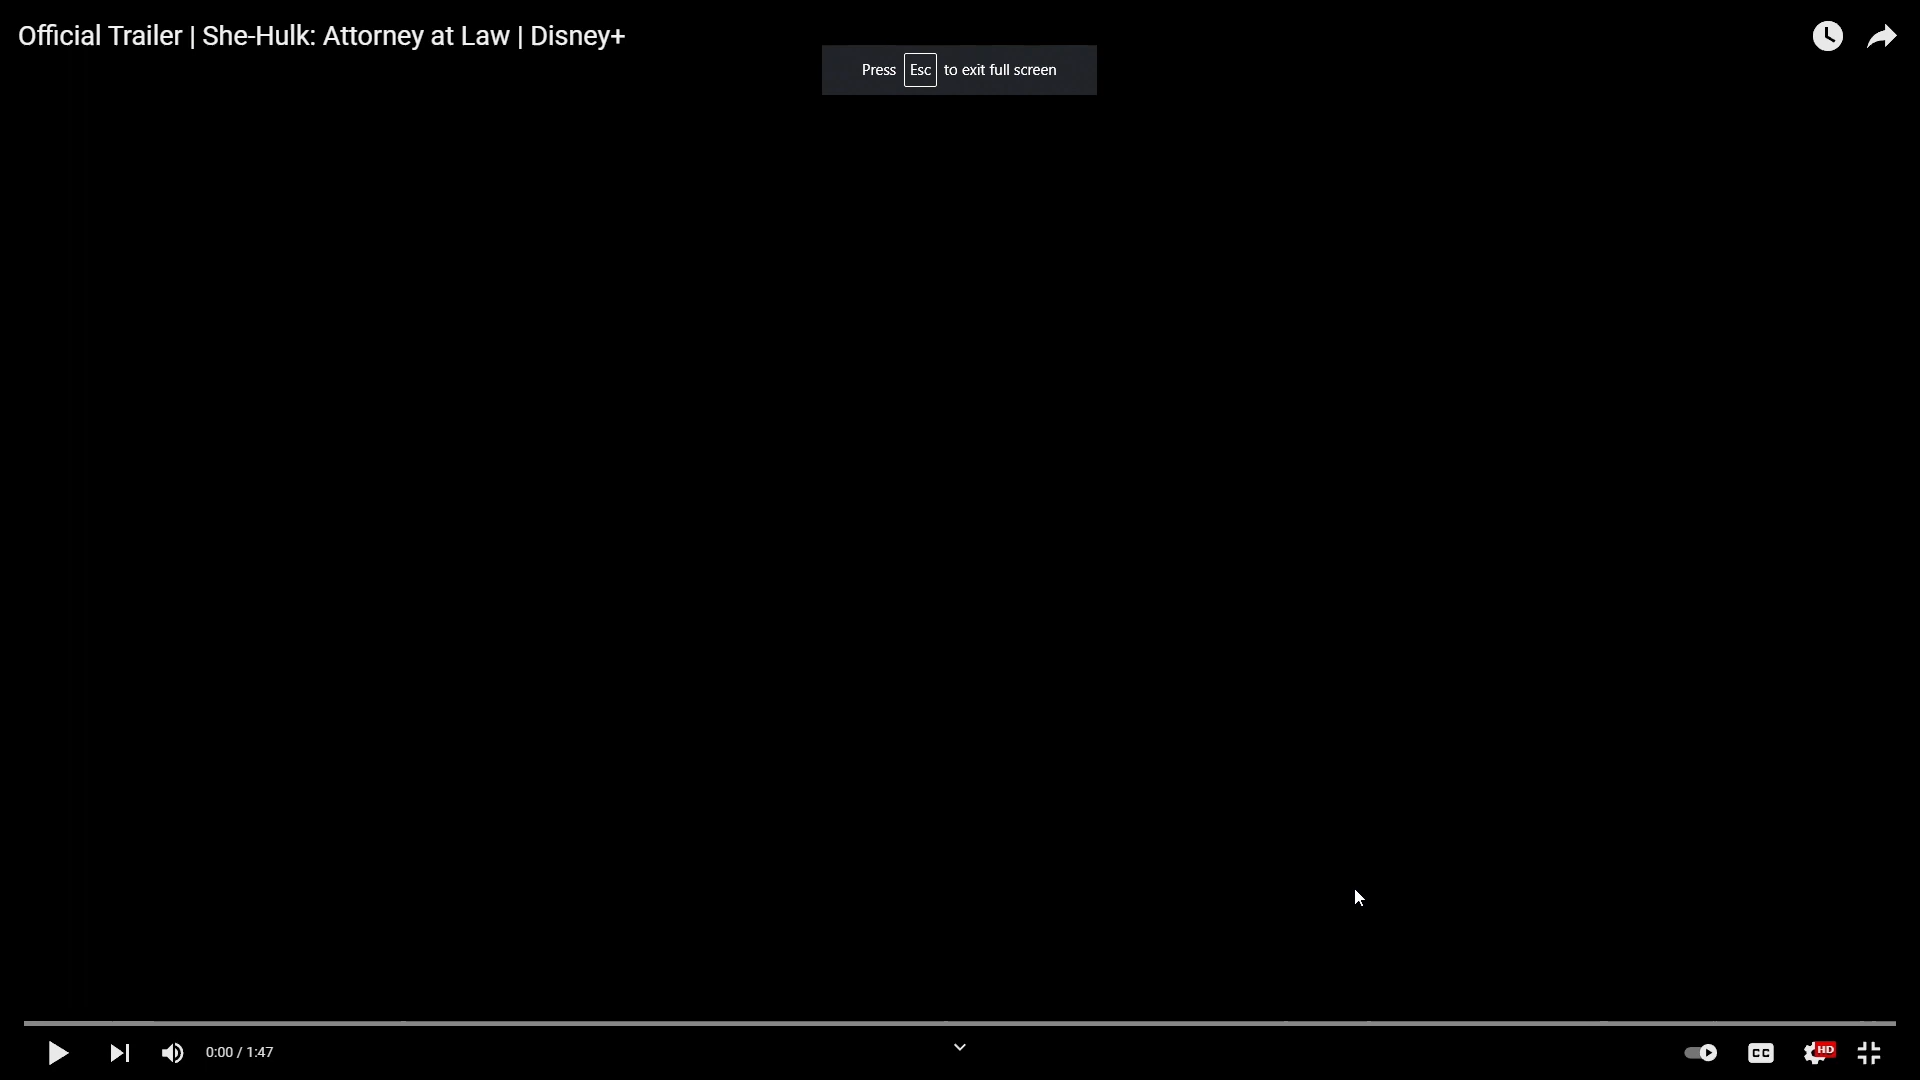 Official Trailer | She-Hulk: Attorney at Law | Disney+
Press Esc to exit full screen
0:00 / 1:47
CC
HD